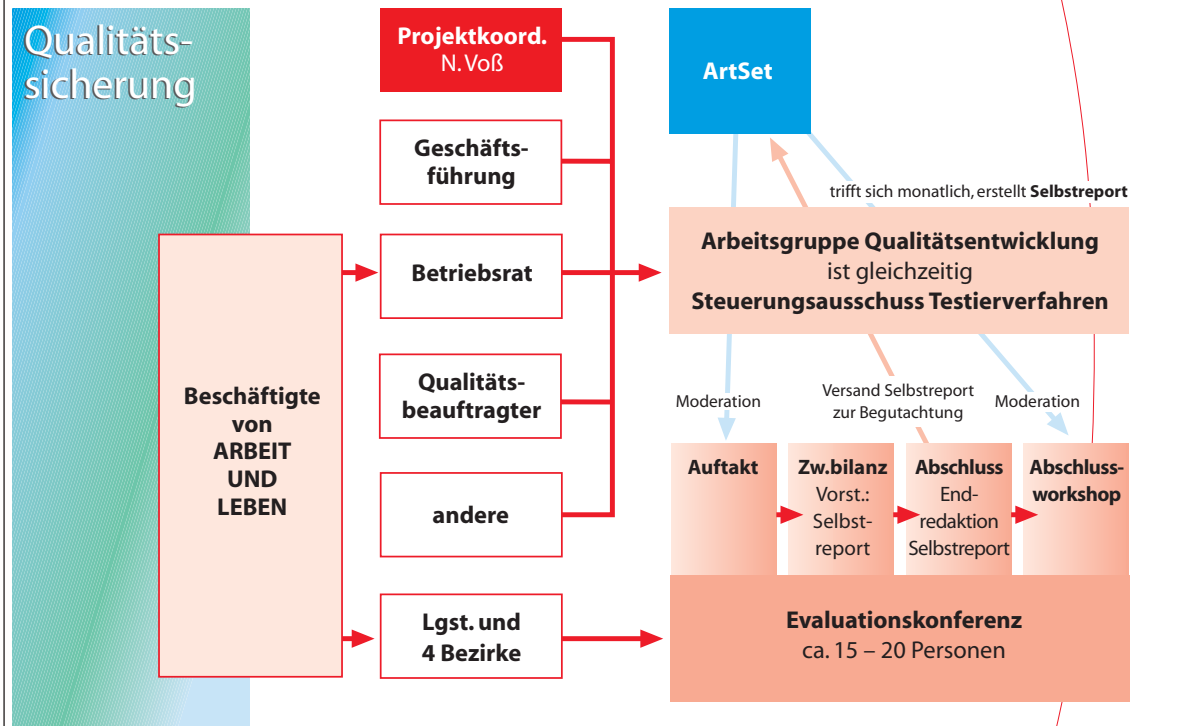 Qualitäts-
sicherung
Projektkoord.
N. Voß
Geschäfts-
führung
Betriebsrat
Qualitäts-
beauftragter
andere
Lgst. und
4 Bezirke
Beschäftigte
von
ARBEIT
UND
LEBEN
ArtSet
trifft sich monatlich, erstellt Selbstreport
Arbeitsgruppe Qualitätsentwicklung
ist gleichzeitig
Steuerungsausschuss Testierverfahren
Moderation
Versand Selbstreport
zur Begutachtung
Moderation
Auftakt
Zw.bilanz
Vorst.:
Selbst-
report
Abschluss
End-
redaktion
Selbstreport
Abschluss-
workshop
Evaluationskonferenz
ca. 15 – 20 Personen